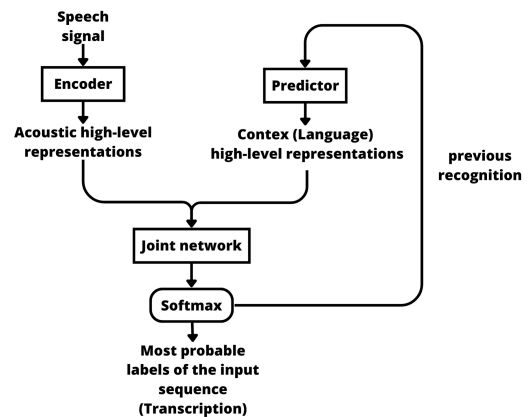 Speech
signal
Encoder
Predictor
Acoustic high-level
representations
Contex (Language)
high-level representations
previous
recognition
Joint network
Softmax
Most probable
labels of the input
sequence
(Transcription)